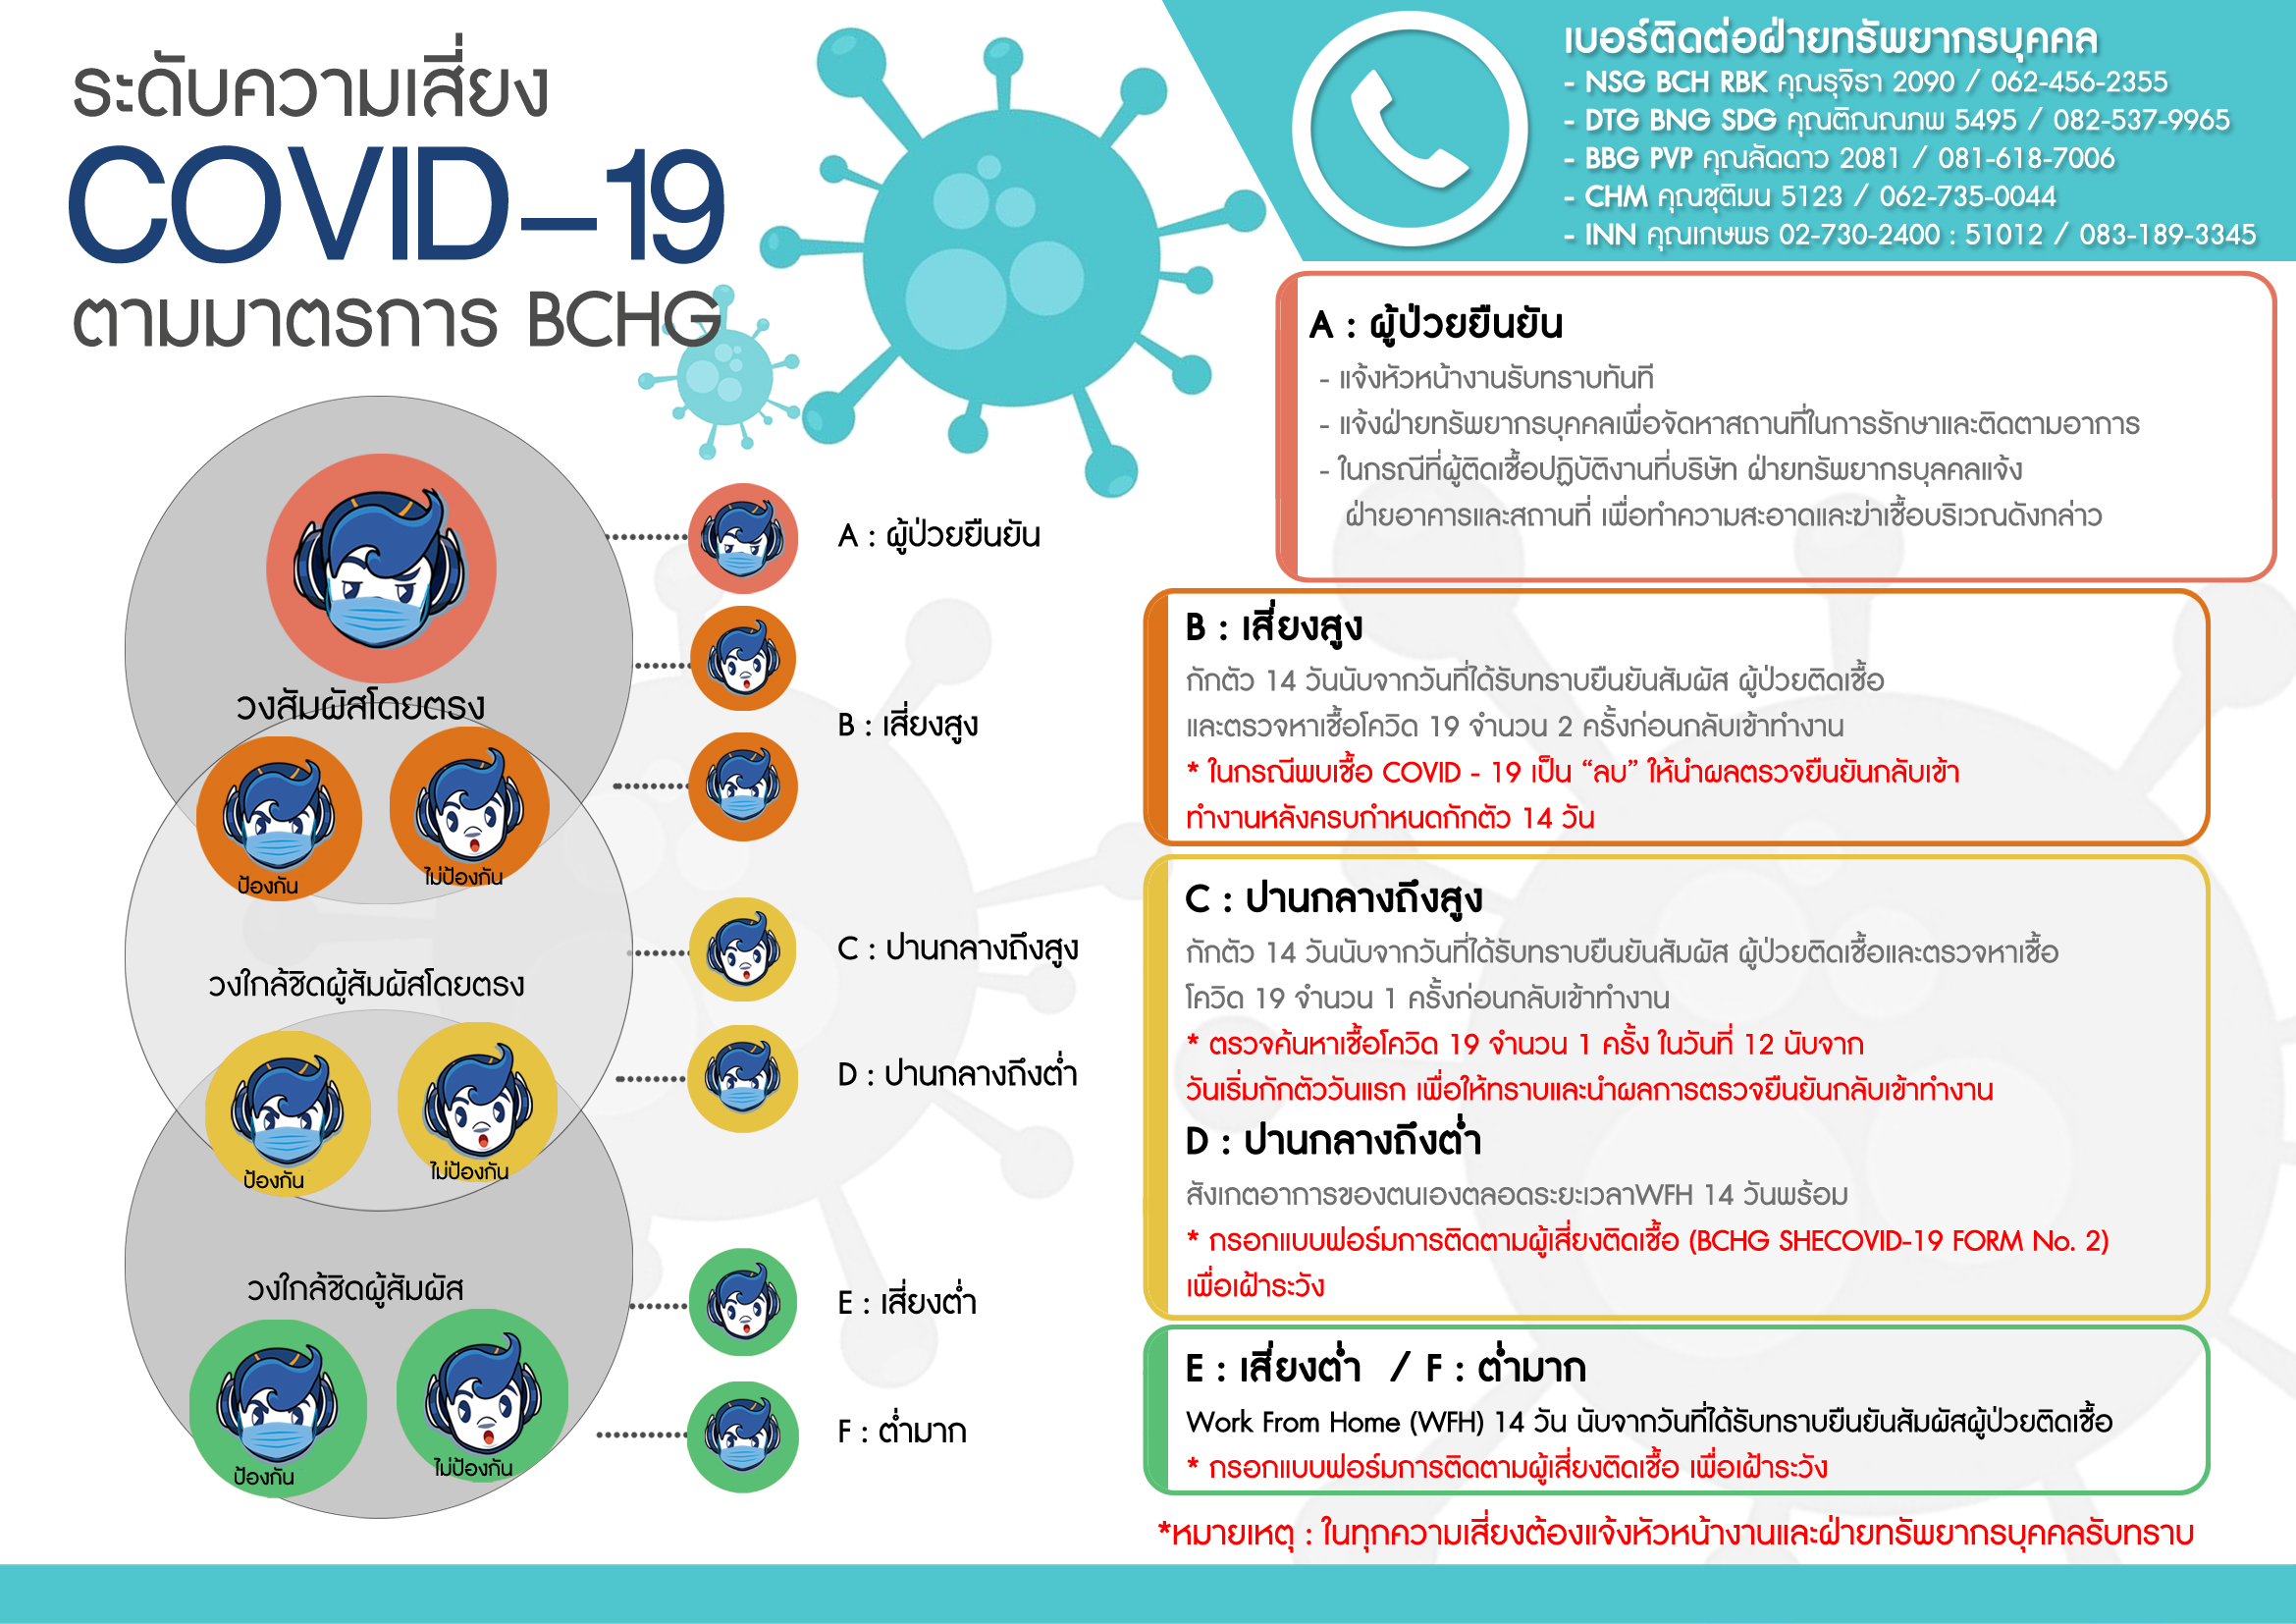 ระดับความเสี่ยง
COVID-19
ตามมาตรการ BCHG
เบอร์ติดต่อฝ่ายทรัพยากรบุคคล
- NSG BCH RBK คุณรุจิรา 2090 / 062-456-2355
- DTG BNG SDG คุณติณณภพ 5495 / 082-537-9965
- BBG PVP คุณลัดดาว 2081 / 081-618-7006
- CHM คุณชุติมน 5123 / 062-735-0044
- INN คุณเกษพร 02-730-2400 : 51012 / 083-189-3345
วงสัมผัสโดยตรง
ป้องกัน
ไม่ป้องกัน
วงใกล้ชิดผู้สัมผัสโดยตรง
ป้องกัน
ไม่ป้องกัน
วงใกล้ชิดผู้สัมผัส
ป้องกัน
ไม่ป้องกัน
A : ผู้ป่วยยืนยัน
B : เสี่ยงสูง
C : ปานกลางถึงสูง
D : ปานกลางถึงต่ำ
E : เสี่ยงต่ำ
F : ต่ำมาก
A : ผู้ป่วยยืนยัน
- แจ้งหัวหน้างานรับทราบทันที
- แจ้งฝ่ายทรัพยากรบุคคลเพื่อจัดหาสถานที่ในการรักษาและติดตามอาการ
- ในกรณีที่ผู้ติดเชื้อปฏิบัติงานที่บริษัท ฝ่ายทรัพยากรบุลคลแจ้ง
ฝ่ายอาคารและสถานที่ เพื่อทำความสะอาดและฆ่าเชื้อบริเวณดังกล่าว
B : เสี่ยงสูง
กักตัว 14 วันนับจากวันที่ได้รับทราบยืนยันสัมผัส ผู้ป่วยติดเชื้อ
และตรวจหาเชื้อโควิด 19 จำนวน 2 ครั้งก่อนกลับเข้าทำงาน
* ในกรณีพบเชื้อ COVID - 19 เป็น “ลบ” ให้นำผลตรวจยืนยันกลับเข้า
ทำงานหลังครบกำหนดกักตัว 14 วัน
C : ปานกลางถึงสูง
กักตัว 14 วันนับจากวันที่ได้รับทราบยืนยันสัมผัส ผู้ป่วยติดเชื้อและตรวจหาเชื้อ
โควิด 19 จำนวน 1 ครั้งก่อนกลับเข้าทำงาน
* ตรวจค้นหาเชื้อโควิด 19 จำนวน 1 ครั้ง ในวันที่ 12 นับจาก
วันเริ่มกักตัววันแรก เพื่อให้ทราบและนำผลการตรวจยืนยันกลับเข้าทำงาน
D : ปานกลางถึงต่ำ
สังเกตอาการของตนเองตลอดระยะเวลาWFH 14 วันพร้อม
* กรอกแบบฟอร์มการติดตามผู้เสี่ยงติดเชื้อ (BCHG SHECOVID-19 FORM No. 2)
เพื่อเฝ้าระวัง
E : เสี่ยงต่ำ / F : ต่ำมาก
Work From Home (WFH) 14 วัน นับจากวันที่ได้รับทราบยืนยันสัมผัสผู้ป่วยติดเชื้อ
* กรอกแบบฟอร์มการติดตามผู้เสี่ยงติดเชื้อ เพื่อเฝ้าระวัง
*หมายเหตุ : ในทุกความเสี่ยงต้องแจ้งหัวหน้างานและฝ่ายทรัพยากรบุคคลรับทราบ